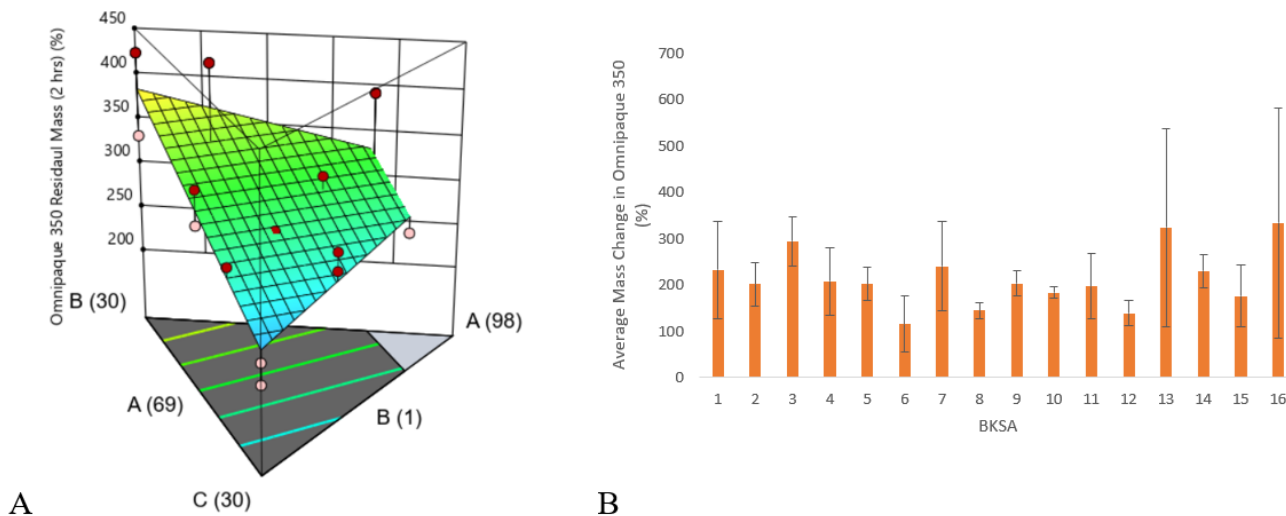 Omnipaque 350 Residaul Mass (2 hrs) (%)
450
400
350
300
250
200
B (30)
A (98)
A (69)
B (1)
C (30)
A
Average Mass Change in Omnipaque 350
(%)
700
600
500
400
300
200
100
0
1 2 3 4 5 6 7 8 9 10 11 12 13 14 15 16
BKSA
B